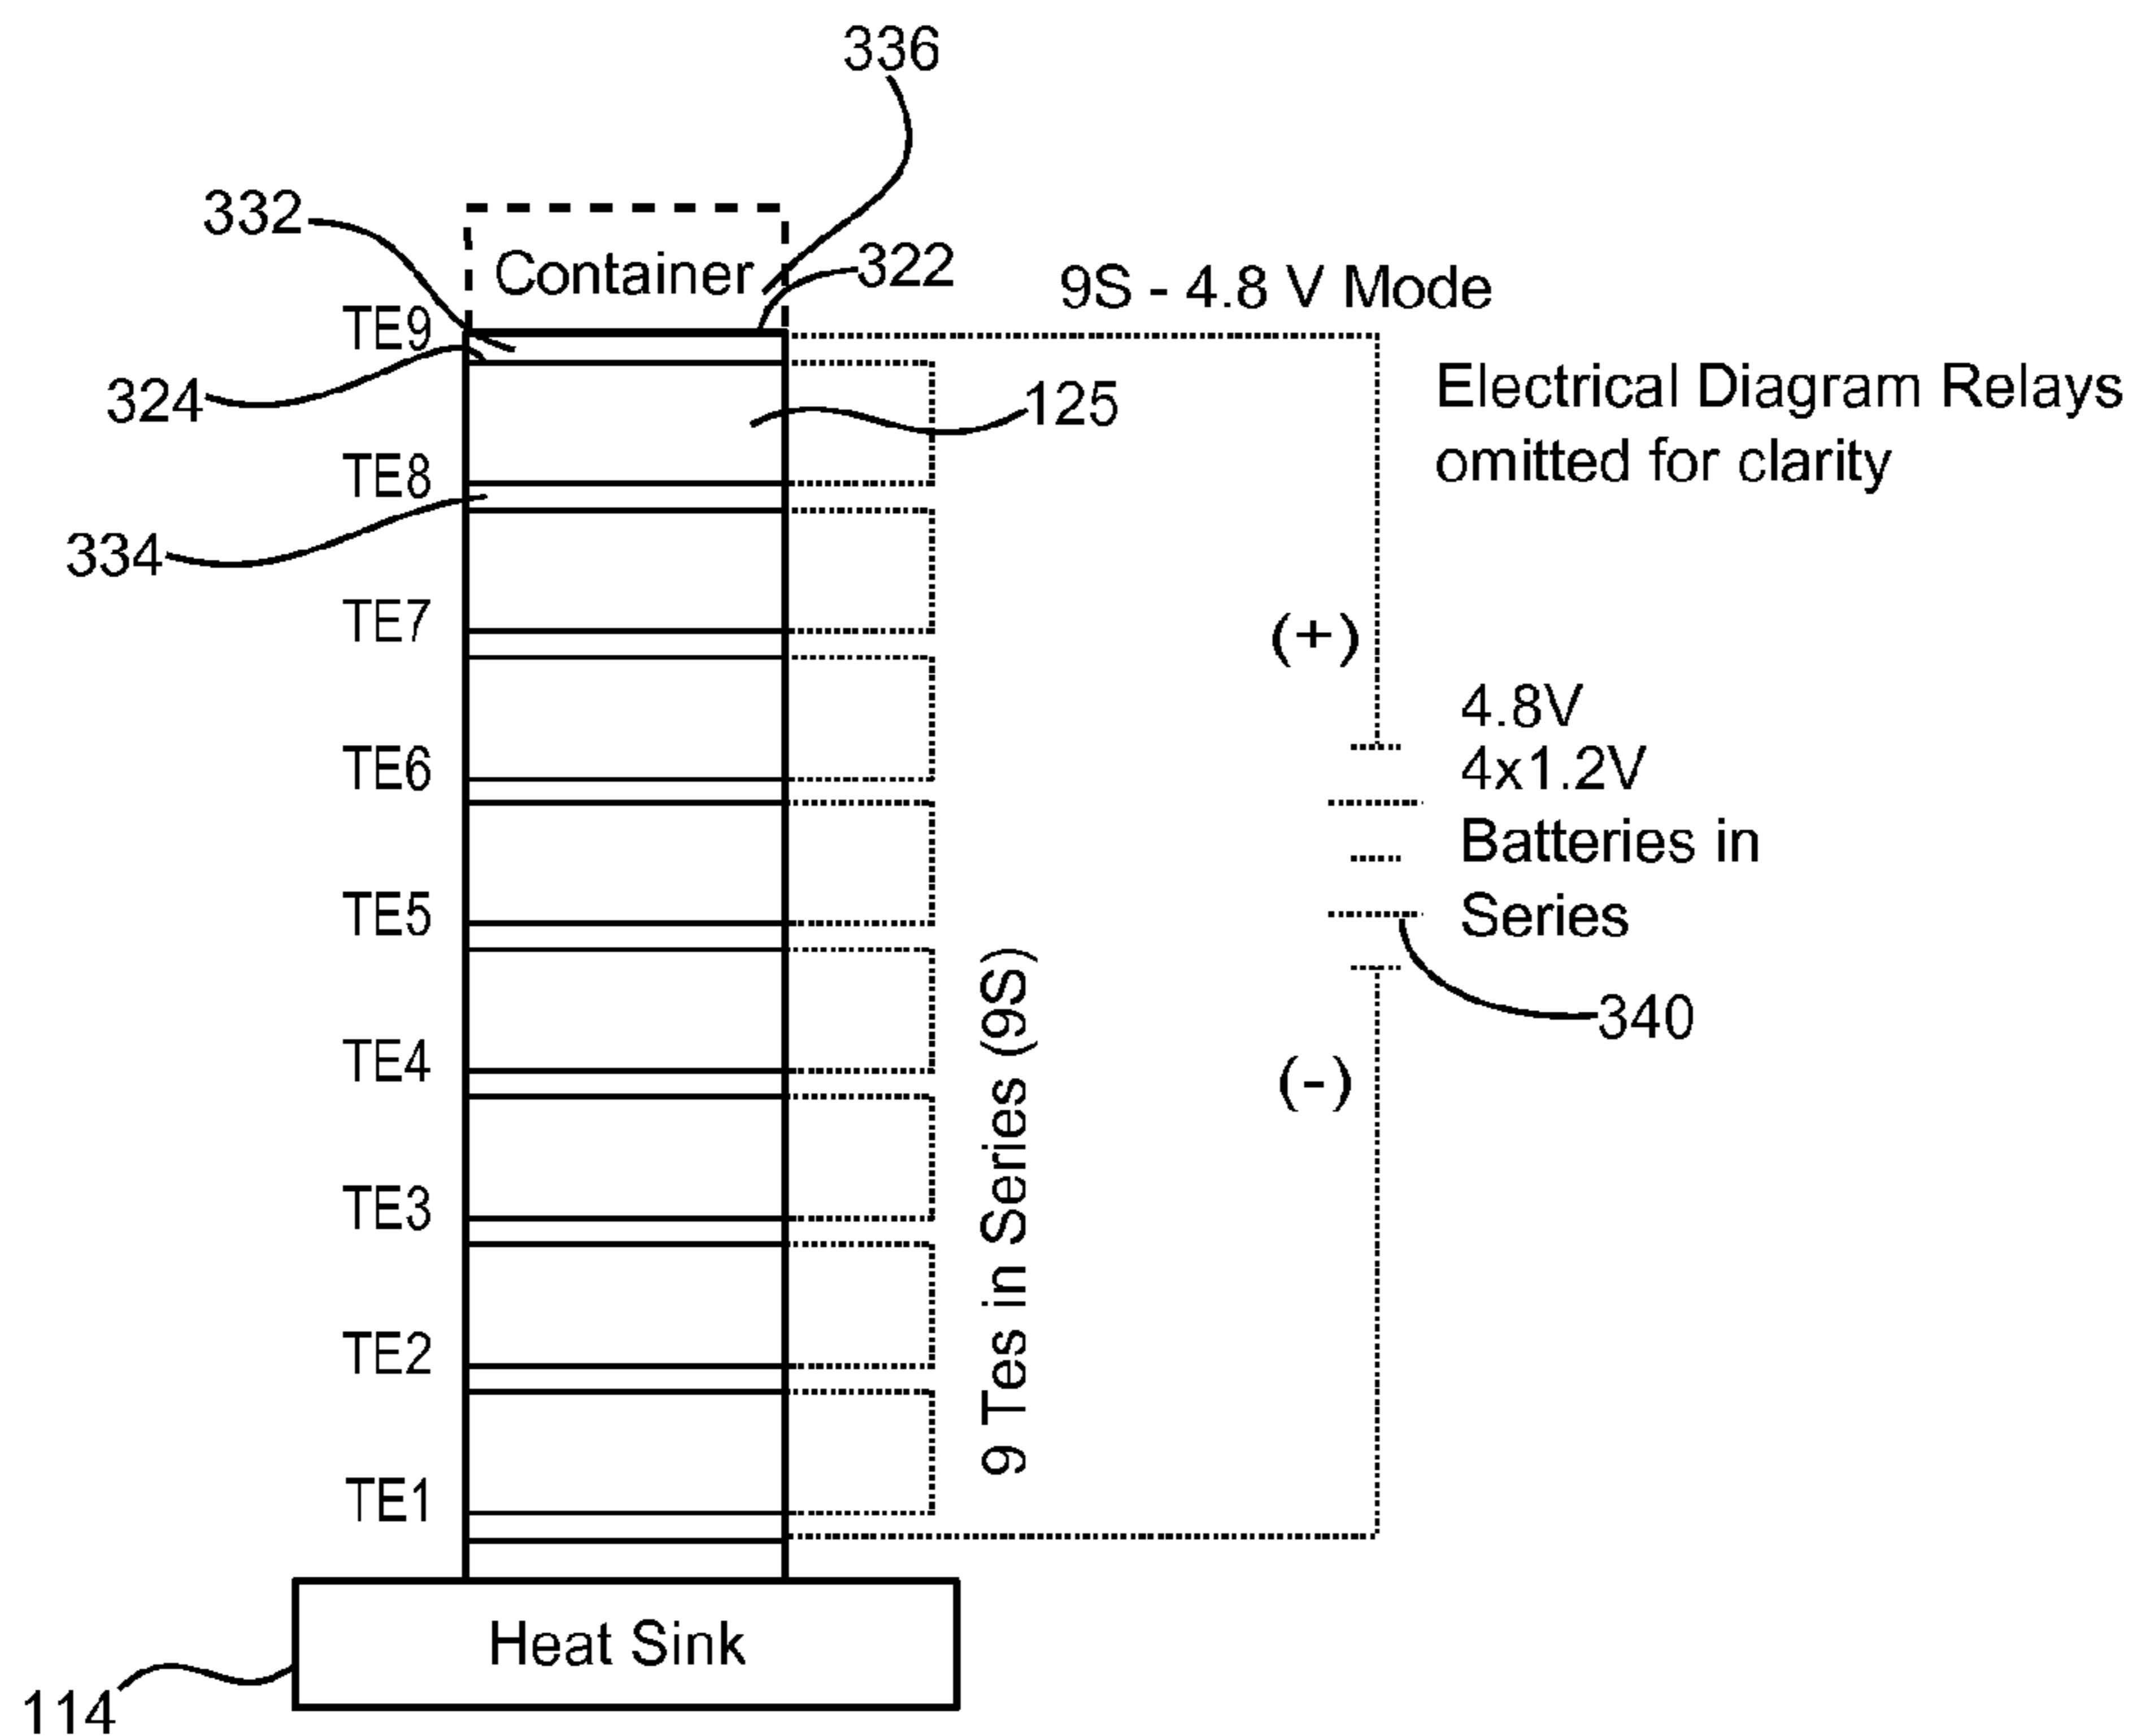 336
332
Container
322
9S - 4.8 V Mode
TE9
324
125
Electrical Diagram Relays
omitted for clarity
TE8
334
TE7
(+)
4.8V
4x1.2V
Batteries in
Series
TE6
TE5
340
TE4
(-)
9 Tes in Series (9S)
TE3
TE2
TE1
Heat Sink
114